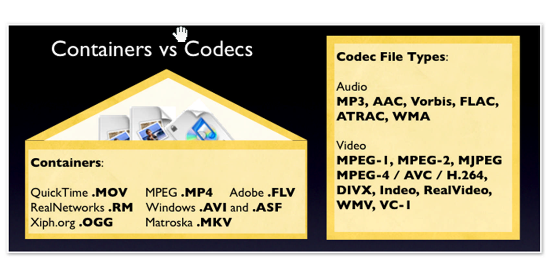 Containers vs Codecs
Containers:
QuickTime .MOV MPEG .MP4 Adobe .FLV
RealNetworks .RM Windows .AVI and .ASF
Xiph.org .OGG Matroska .MKV
Codec File Types:
Audio
MP3, AAC, Vorbis, FLAC,
ATRAC, WMA
Video
MPEG-1, MPEG-2, MJPEG
MPEG-4 / AVC / H.264,
DIVX, Indeo, RealVideo,
WMV, VC-1